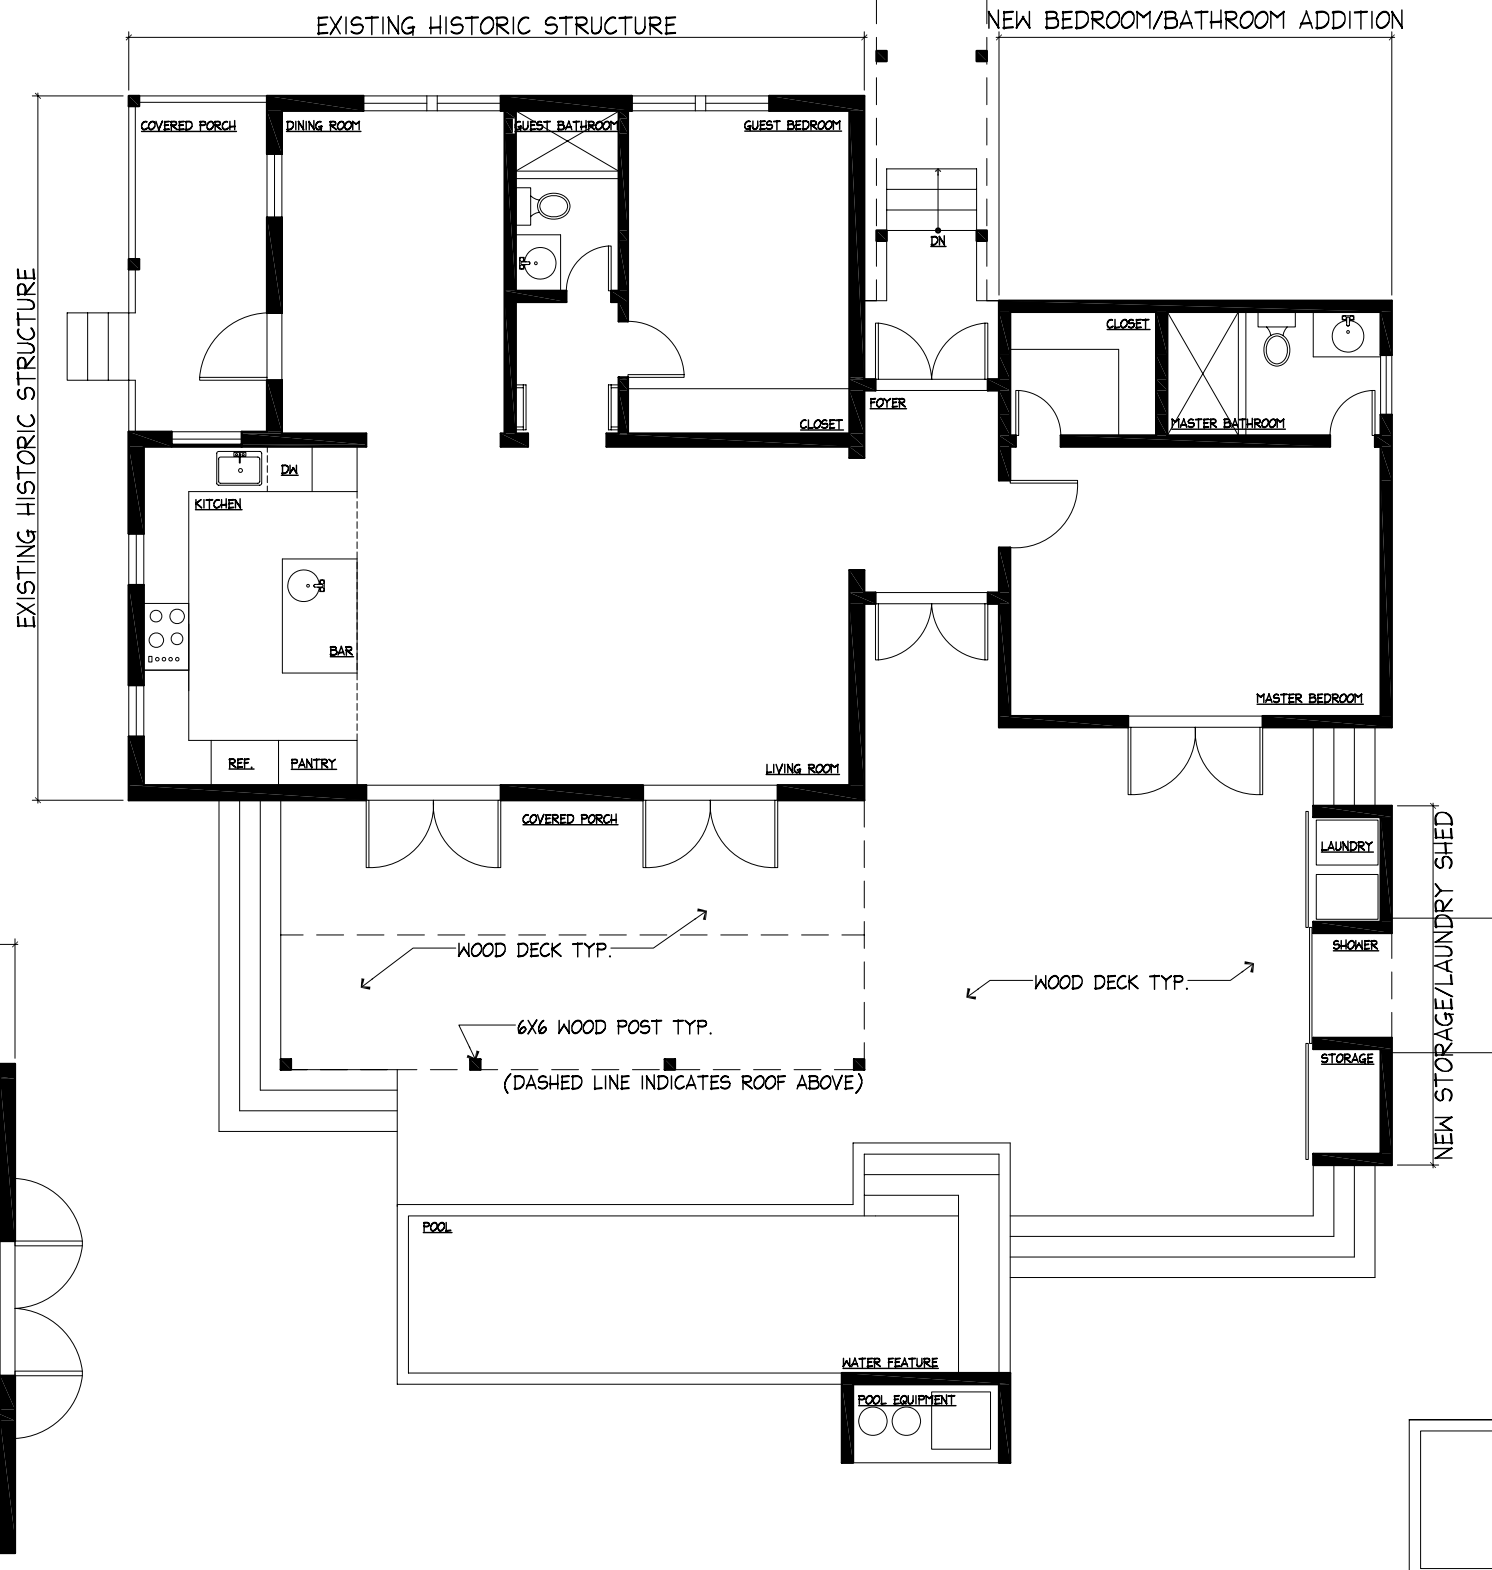 EXISTING HISTORIC STRUCTURE
NEW BEDROOM/BATHROOM ADDITION
COVERED PORCH
DINING ROOM
GUEST BATHROOM
GUEST BEDROOM
DN
EXISTING HISTORIC STRUCTURE
CLOSET
FOYER
CLOSET
MASTER BATHROOM
DW
KITCHEN
BAR
MASTER BEDROOM
REF.
PANTRY
LIVING ROOM
COVERED PORCH
LAUNDRY
NEW STORAGE/LAUNDRY SHED
WOOD DECK TYP.
SHOWER
WOOD DECK TYP.
6X6 WOOD POST TYP.
STORAGE
(DASHED LINE INDICATES ROOF ABOVE)
POOL
WATER FEATURE
POOL EQUIPMENT